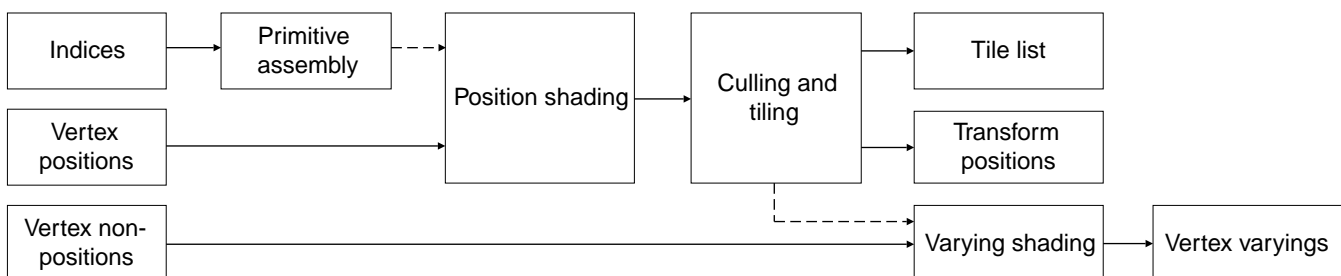 Indices
Primitive
assembly
Position shading
Culling and
tiling
Tile list
Vertex
positions
Transform
positions
Vertex non-
positions
Varying shading
Vertex varyings